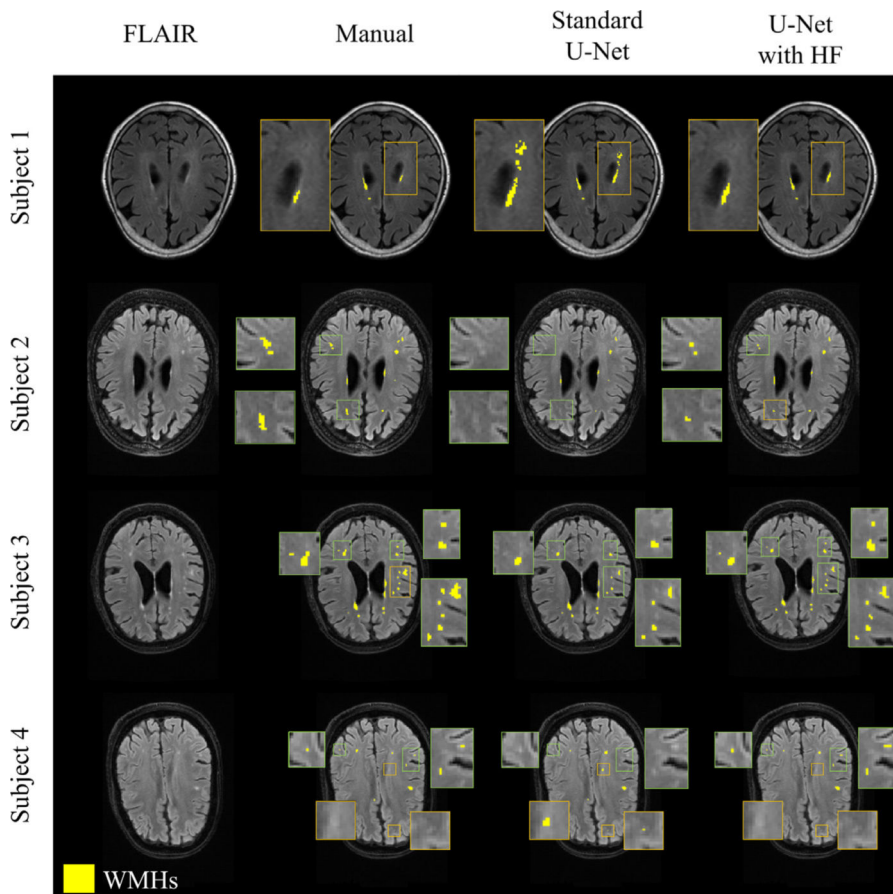 FLAIR
Manual
Standard
U-Net
U-Net
with HF
Subject 1
Subject 2
Subject 3
Subject 4
WMHs